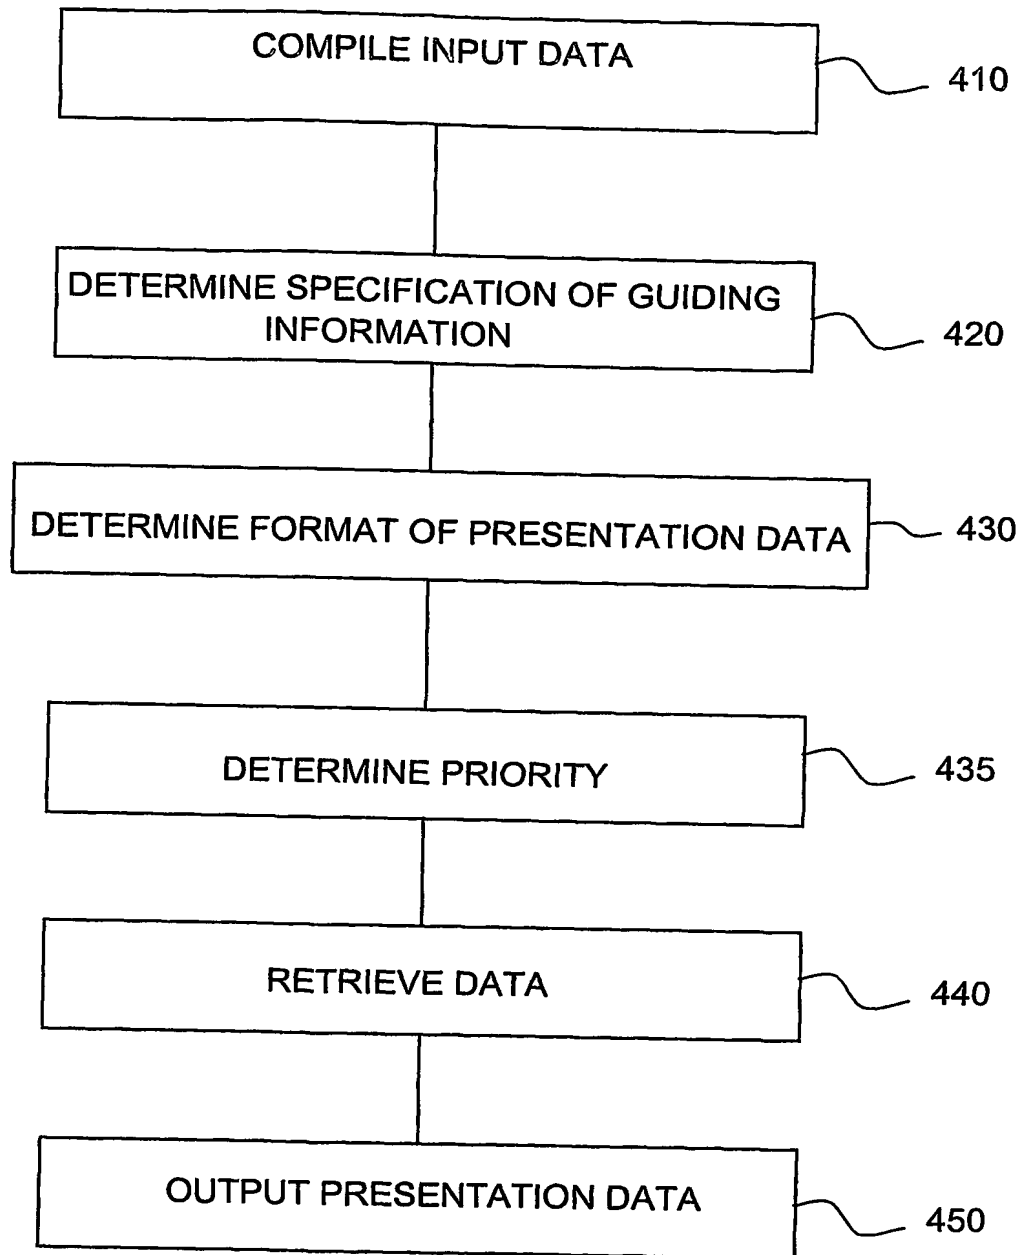 COMPILE INPUT DATA
410
DETERMINE SPECIFICATION OF GUIDING
INFORMATION
420
DETERMINE FORMAT OF PRESENTATION DATA
430
DETERMINE PRIORITY
435
RETRIEVE DATA
440
OUTPUT PRESENTATION DATA
450